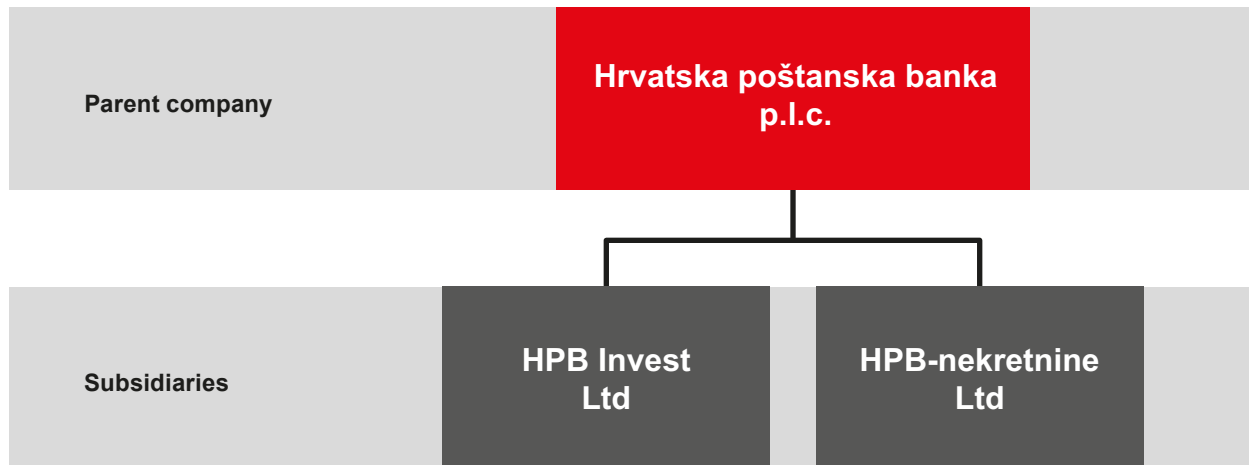 Parent company
Hrvatska poštanska banka
p.l.c.
Subsidiaries
HPB Invest
Ltd
HPB-nekretnine
Ltd